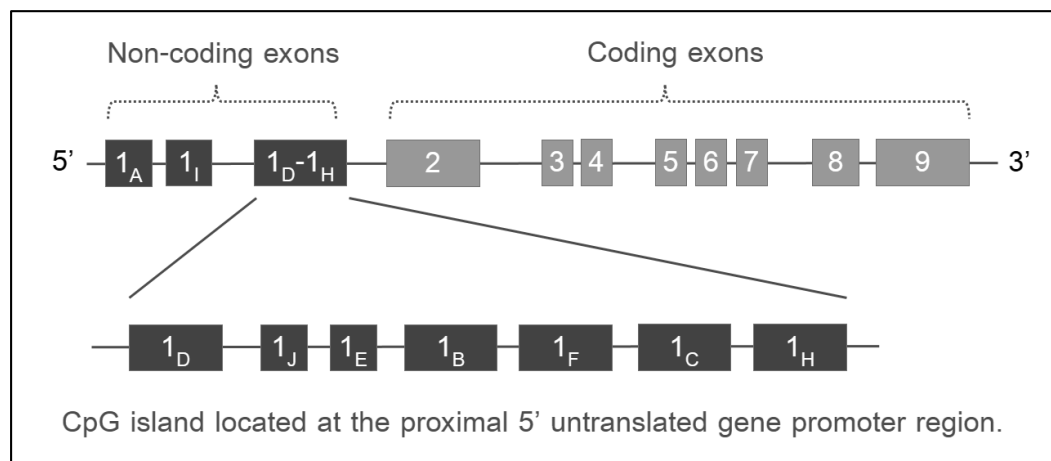 Non-coding exons Coding exons
5’ 1A 1I 1D-1H 2 3 4 5 6 7 8 9 3’
1D 1J 1E 1B 1F 1C 1H
CpG island located at the proximal 5’ untranslated gene promoter region.